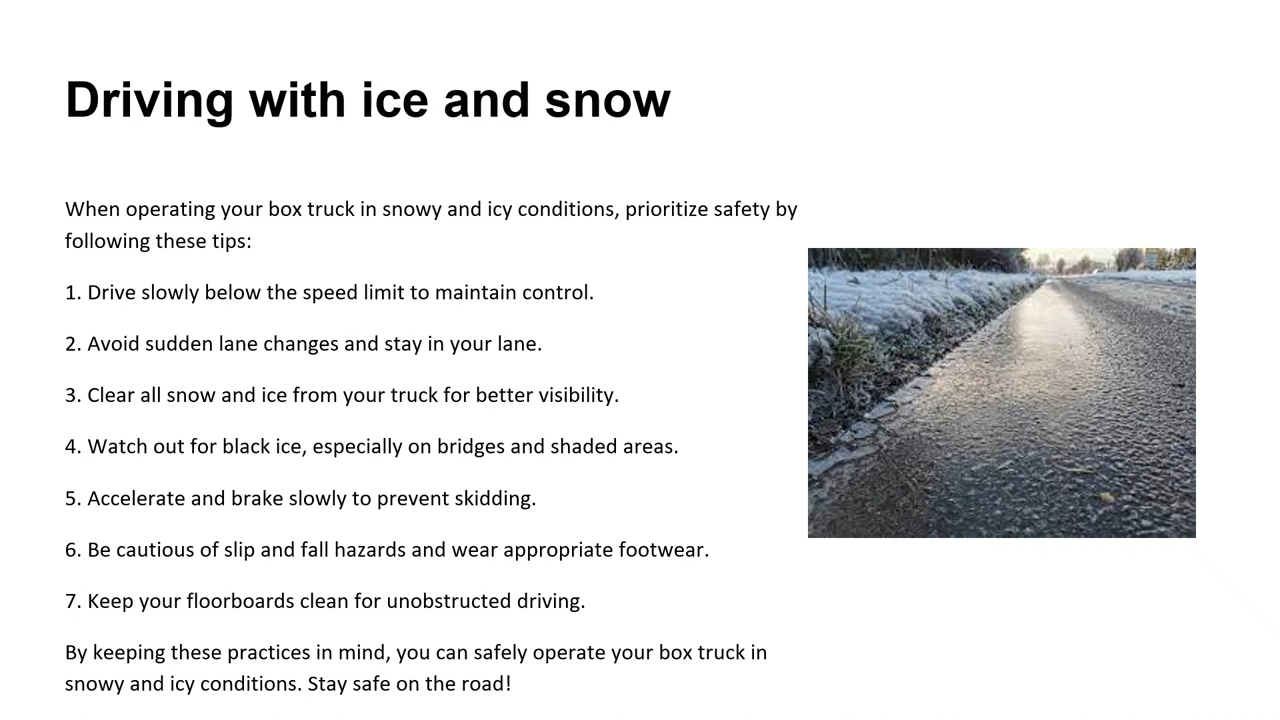 Driving with ice and snow
When operating your box truck in snowy and icy conditions, prioritize safety by
following these tips:
1. Drive slowly below the speed limit to maintain control.
2. Avoid sudden lane changes and stay in your lane.
3. Clear all snow and ice from your truck for better visibility.
4. Watch out for black ice, especially on bridges and shaded areas.
5. Accelerate and brake slowly to prevent skidding.
6. Be cautious of slip and fall hazards and wear appropriate footwear.
7. Keep your floorboards clean for unobstructed driving.
By keeping these practices in mind, you can safely operate your box truck in
snowy and icy conditions. Stay safe on the road!